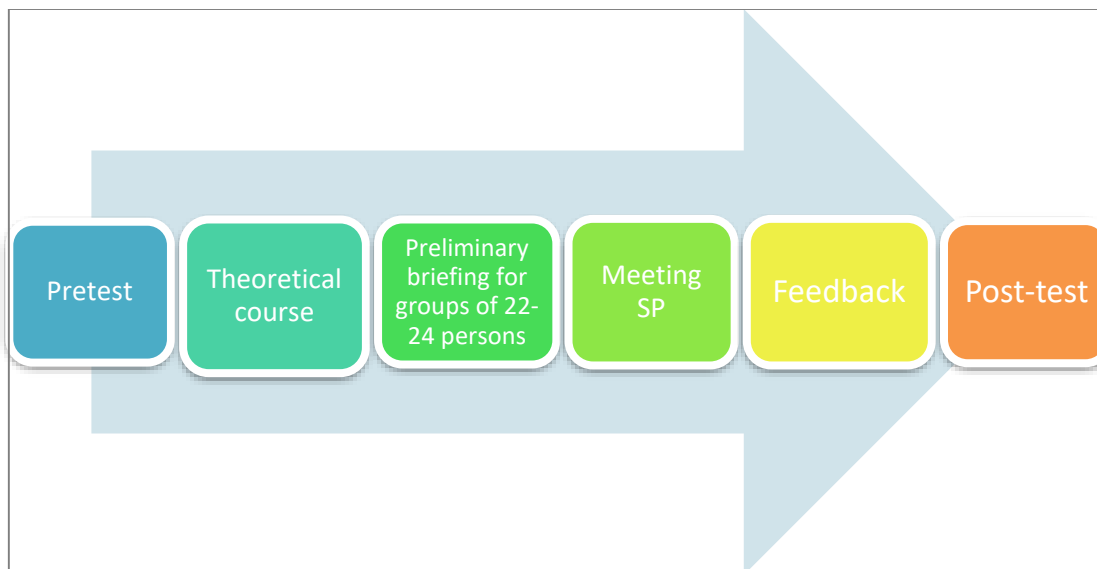 Pretest
Theoretical
course
Preliminary
briefing for
groups of 22-
24 persons
Meeting
SP
Feedback
Post-test